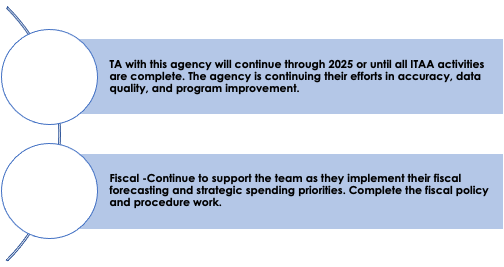 TA with this agency will continue through 2025 or until all ITAA activities
are complete. The agency is continuing their efforts in accuracy, data
quality, and program improvement.
Fiscal -Continue to support the team as they implement their fiscal
forecasting and strategic spending priorities. Complete the fiscal policy
and procedure work.